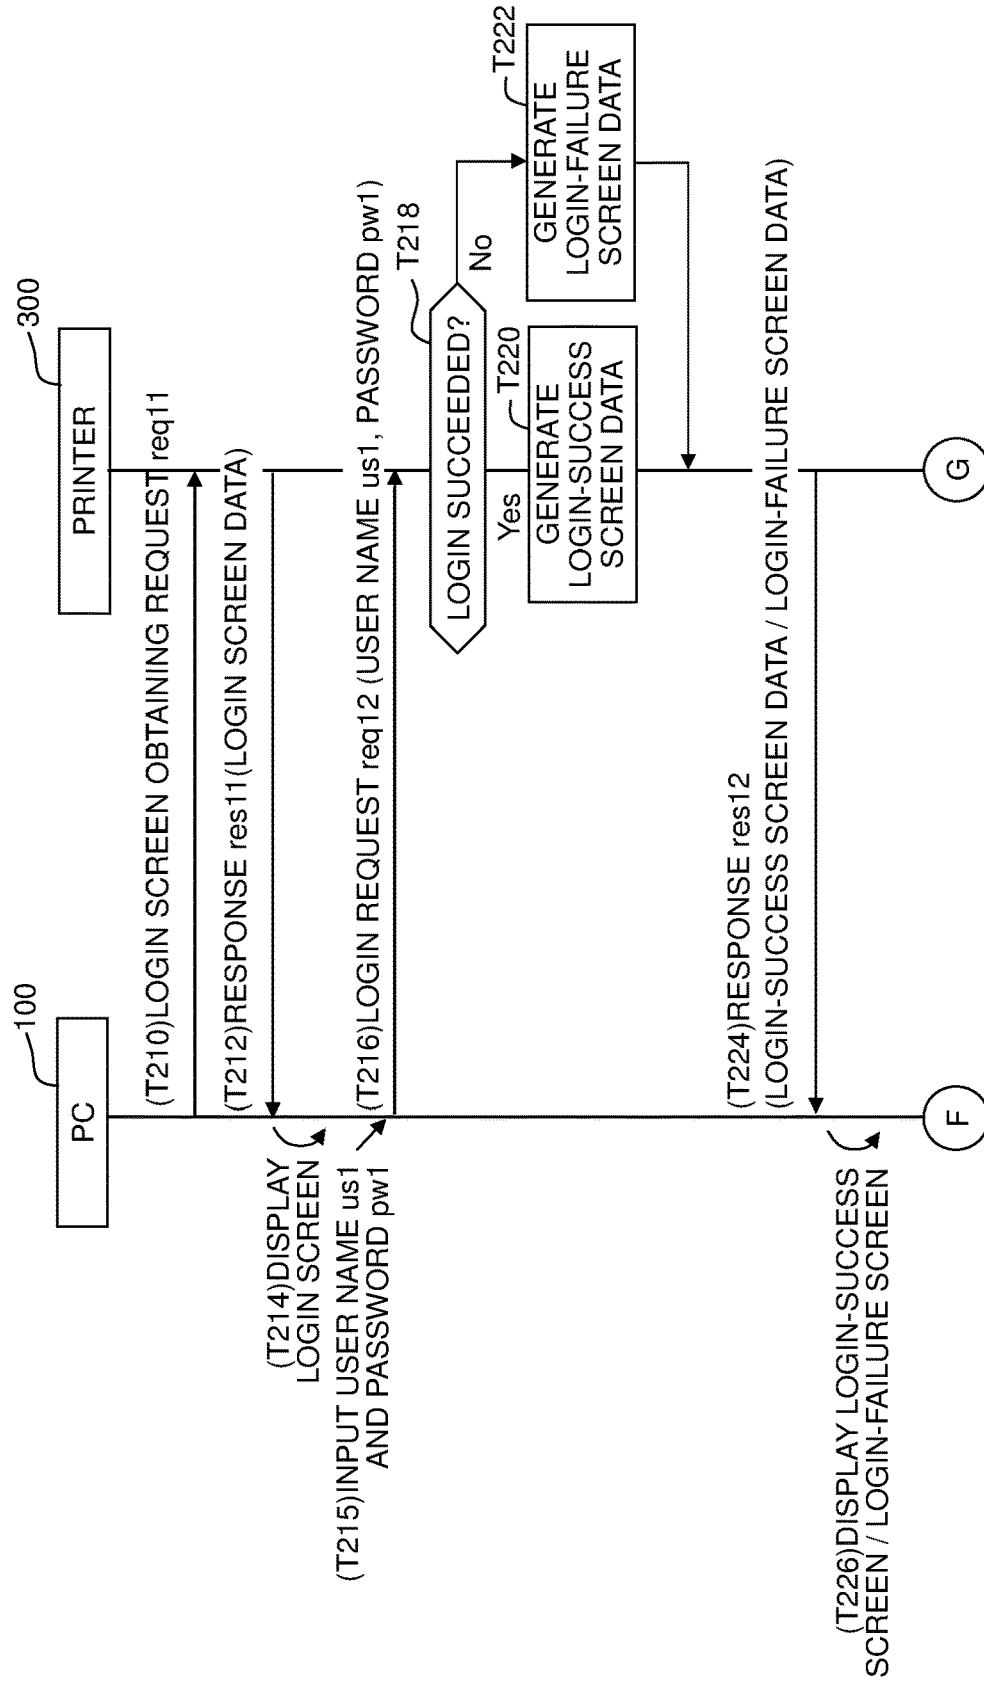 100
PC
300
PRINTER
(T210)LOGIN SCREEN OBTAINING REQUEST req11
(T212)RESPONSE res11(LOGIN SCREEN DATA)
(T214)DISPLAY
LOGIN SCREEN
(T215)INPUT USER NAME us1
AND PASSWORD pw1
(T216)LOGIN REQUEST req12 (USER NAME us1, PASSWORD pw1)
T218
LOGIN SUCCEEDED?
No
Yes
T220
GENERATE
LOGIN-SUCCESS
SCREEN DATA
T222
GENERATE
LOGIN-FAILURE
SCREEN DATA
(T224)RESPONSE res12
(LOGIN-SUCCESS SCREEN DATA / LOGIN-FAILURE SCREEN DATA)
(T226)DISPLAY LOGIN-SUCCESS
SCREEN / LOGIN-FAILURE SCREEN
F
G